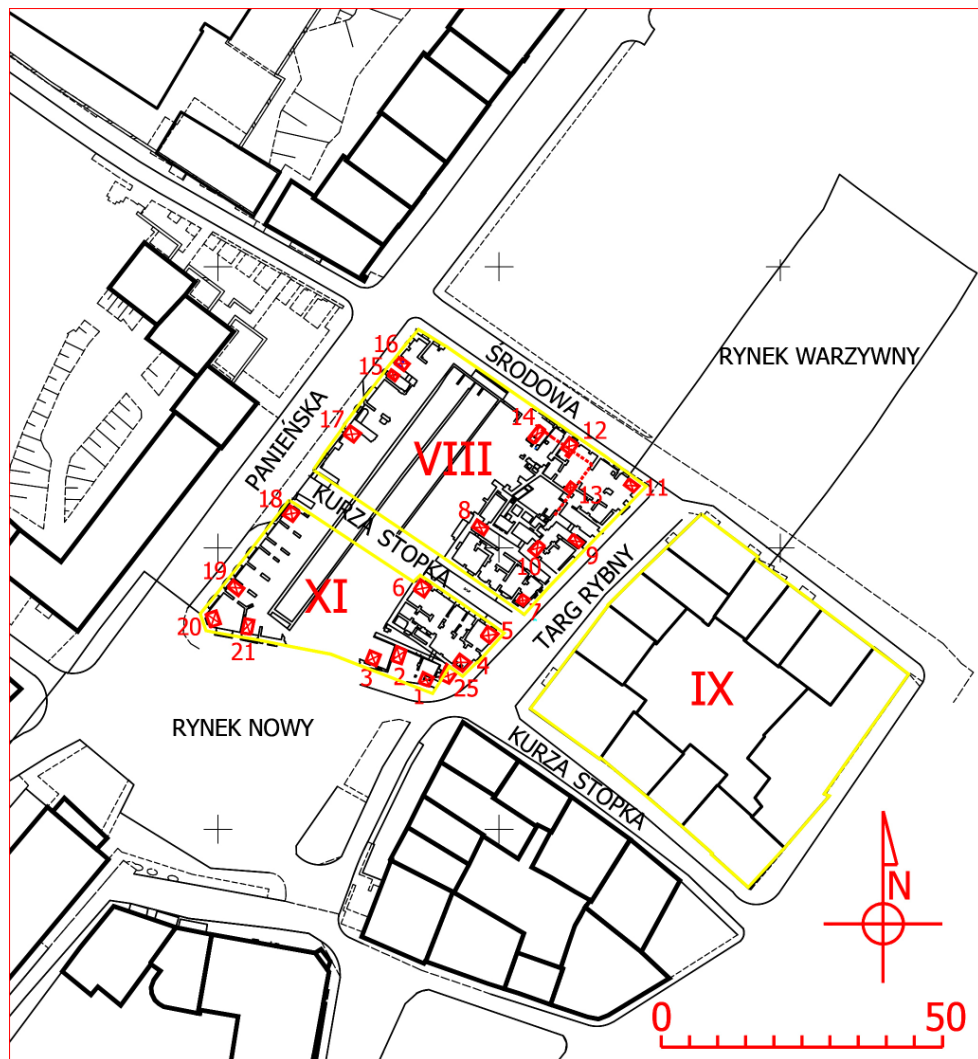 ŚRODOWA
RYNEK WARZYWNY
16
15
PANIEŃSKA
14
12
17
VIII
13
11
18
KURZA STOPKA
8
9
10
TARG RYBNY
19
XI
6
7
20
21
5
IX
3
2
1
4
25
RYNEK NOWY
KURZA STOPKA
N
0
50